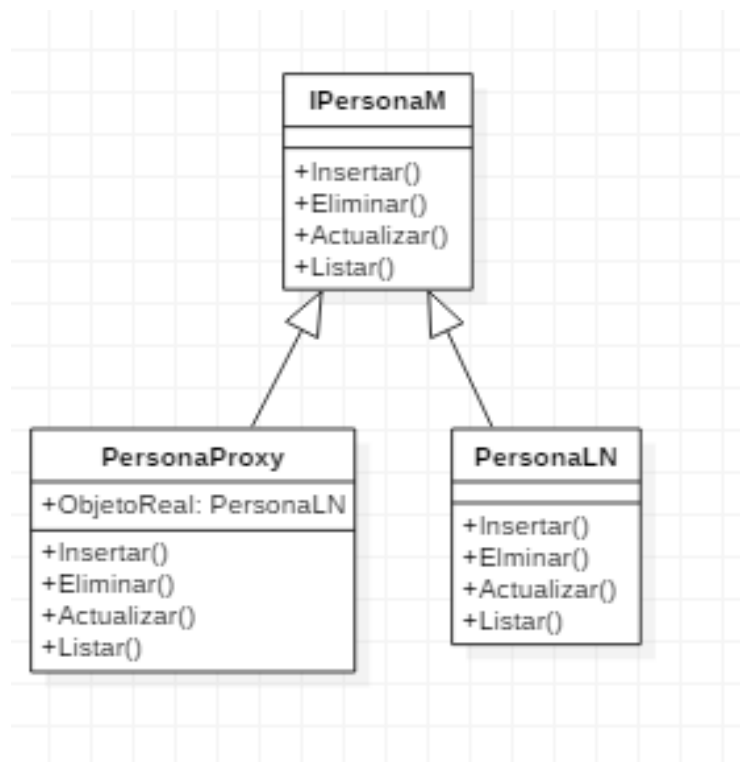 IPersonaM
+Insertar()
+Eliminar()
+Actualizar()
+Listar()
PersonaProxy
+ObjetoReal: PersonaLN
+Insertar()
+Eliminar()
+Actualizar()
+Listar()
PersonaLN
+Insertar()
+Elminar()
+Actualizar()
+Listar()